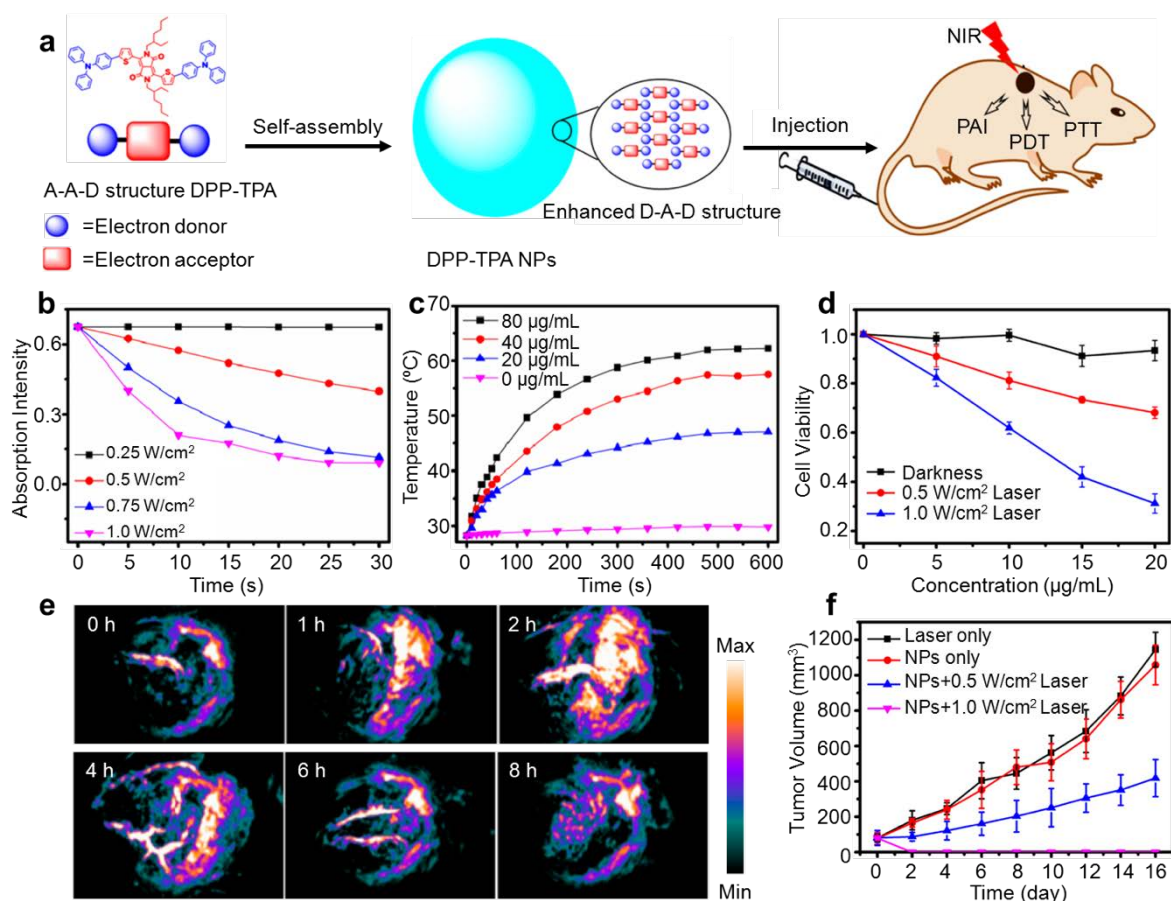 a
N
S
O
N
N
O
S
N
Self-assembly
Injection
NIR
PAI
PDT
PTT
A-A-D structure DPP-TPA
=Electron donor
=Electron acceptor
Enhanced D-A-D structure
DPP-TPA NPs
b
Absorption Intensity
0.6
0.3
0.0
0.25 W/cm²
0.5 W/cm²
0.75 W/cm²
1.0 W/cm²
0 5 10 15 20 25 30
Time (s)
c
Temperature (ºC)
70
60
50
40
30
80 µg/mL
40 µg/mL
20 µg/mL
0 µg/mL
0 100 200 300 400 500 600
Time (s)
d
Cell Viability
1.0
0.8
0.6
0.4
0.2
Darkness
0.5 W/cm² Laser
1.0 W/cm² Laser
0 5 10 15 20
Concentration (µg/mL)
e
0 h
1 h
2 h
4 h
6 h
8 h
Max
Min
f
Tumor Volume (mm³)
1200
1000
800
600
400
200
0
Laser only
NPs only
NPs+0.5 W/cm² Laser
NPs+1.0 W/cm² Laser
0 2 4 6 8 10 12 14 16
Time (day)